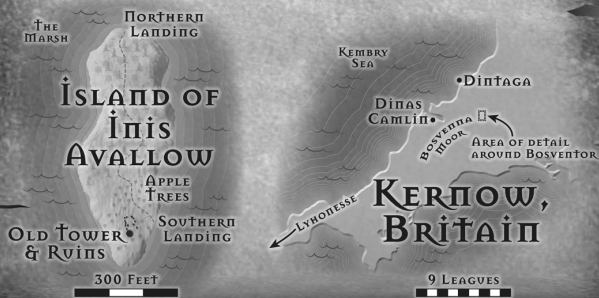 The
Marsh
Northern
Landing
Island of
Inis
Avallow
Apple
Trees
Old Tower
& Ruins
Southern
Landing
300 Feet
Kembry
Sea
Dintaga
Dinas
Camlin
Bosvenna
Moor
Area of detail
around Bosventor
Lyhonesse
Kernow,
Britain
9 Leagues